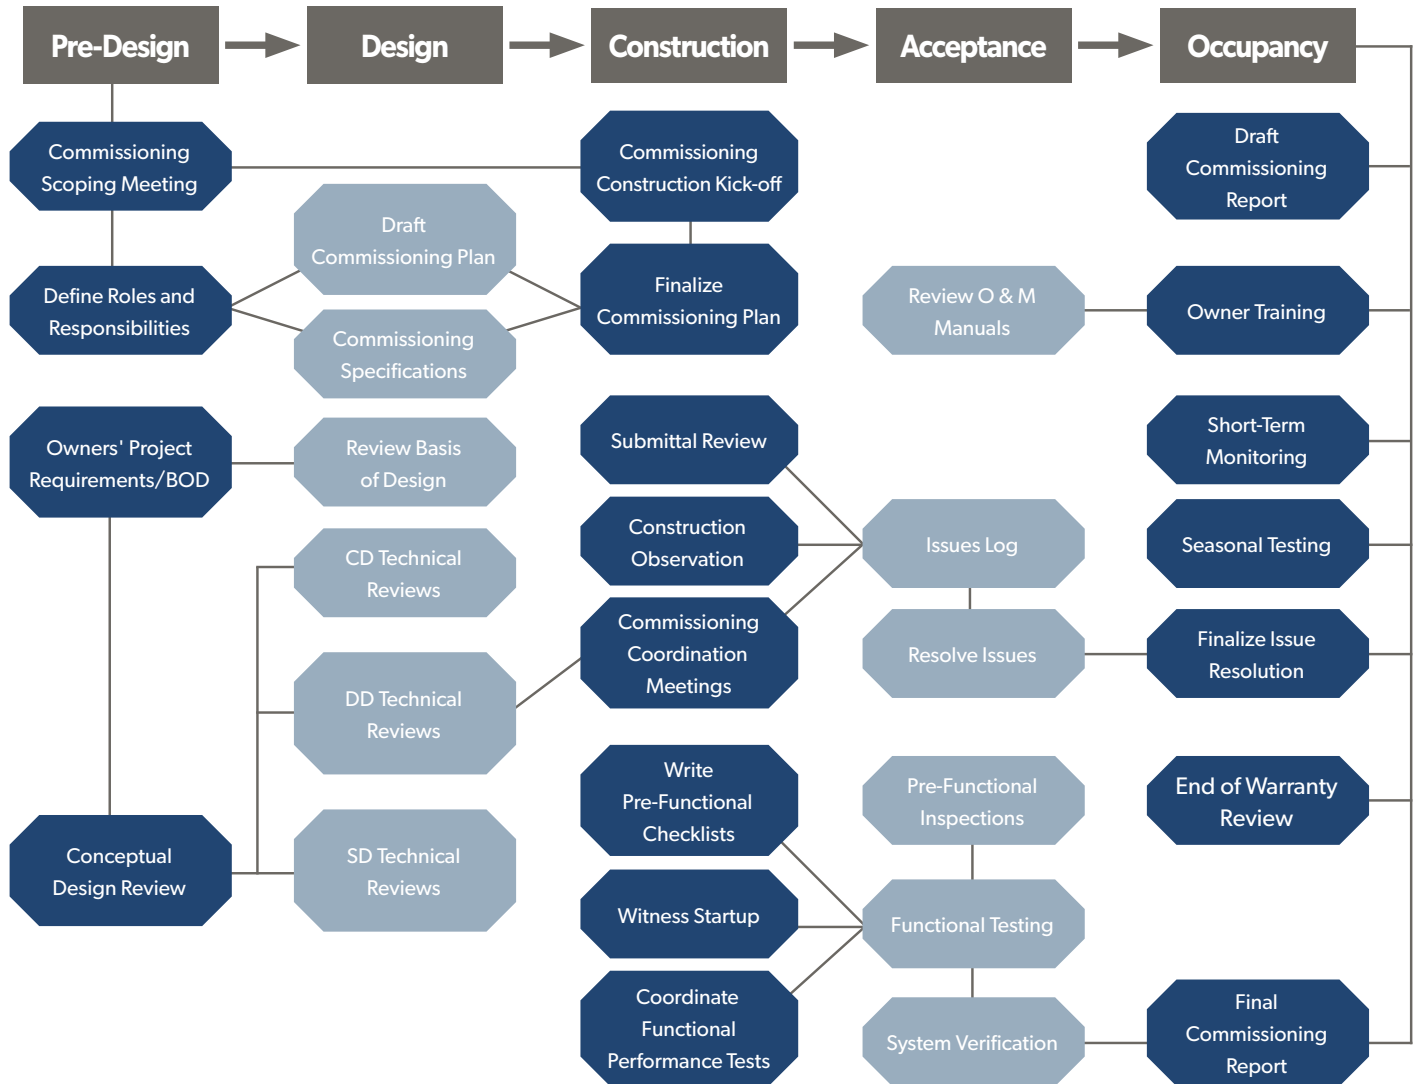 Pre-Design
Design
Construction
Acceptance
Occupancy
Commissioning
Scoping Meeting
Define Roles and
Responsibilities
Owners' Project
Requirements/BOD
Conceptual
Design Review
Draft
Commissioning Plan
Commissioning
Specifications
Review Basis
of Design
CD Technical
Reviews
DD Technical
Reviews
SD Technical
Reviews
Commissioning
Construction Kick-off
Finalize
Commissioning Plan
Submittal Review
Construction
Observation
Commissioning
Coordination
Meetings
Write
Pre-Functional
Checklists
Witness Startup
Coordinate
Functional
Performance Tests
Review O & M
Manuals
Issues Log
Resolve Issues
Pre-Functional
Inspections
Functional Testing
System Verification
Draft
Commissioning
Report
Owner Training
Short-Term
Monitoring
Seasonal Testing
Finalize Issue
Resolution
End of Warranty
Review
Final
Commissioning
Report